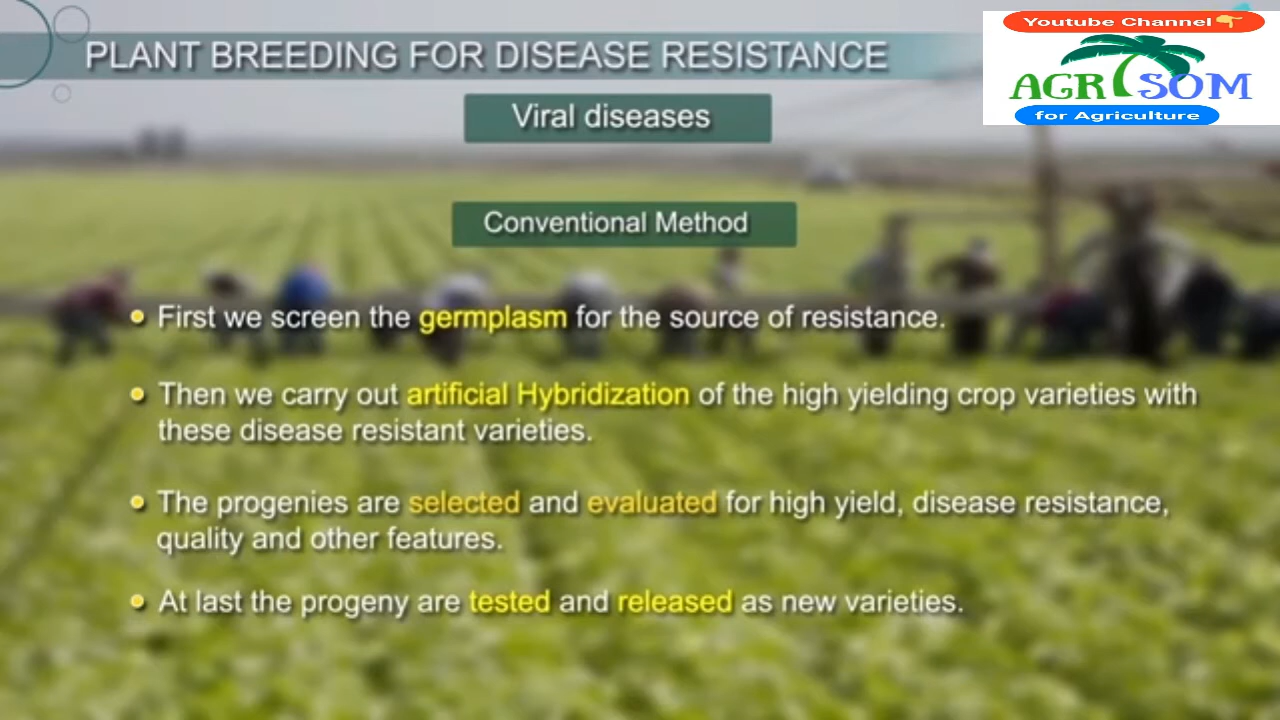 Youtube Channel
PLANT BREEDING FOR DISEASE RESISTANCE
AGRISOM
for Agriculture
Viral diseases
Conventional Method
First we screen the germplasm for the source of resistance.
Then we carry out artificial Hybridization of the high yielding crop varieties with
these disease resistant varieties.
The progenies are selected and evaluated for high yield, disease resistance,
quality and other features.
At last the progeny are tested and released as new varieties.